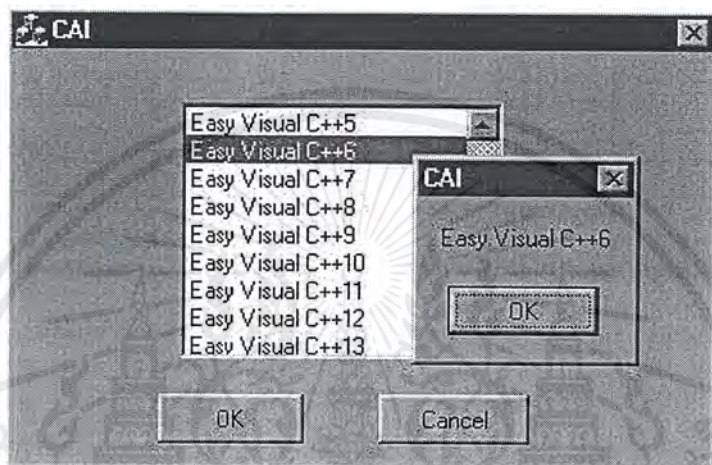 CAI
Easy Visual C++5
Easy Visual C++6
Easy Visual C++7
Easy Visual C++8
Easy Visual C++9
Easy Visual C++10
Easy Visual C++11
Easy Visual C++12
Easy Visual C++13
CAI
Easy Visual C++6
OK
OK
Cancel